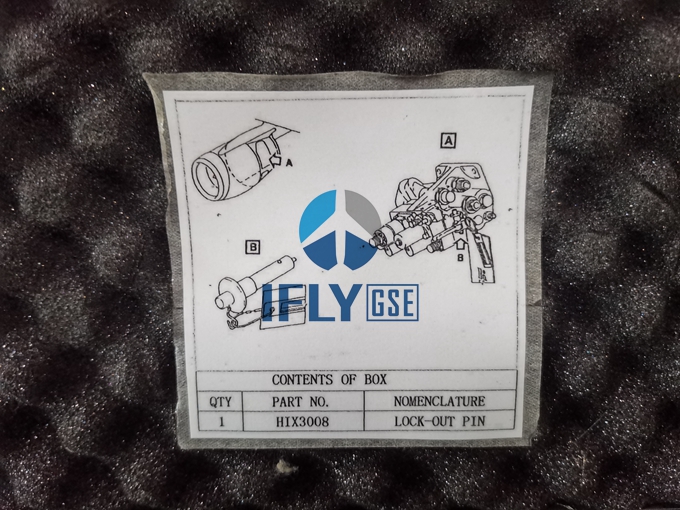 A
A
B
B
IFLY GSE
CONTENTS OF BOX
QTY PART NO. NOMENCLATURE
1 HIX3008 LOCK-OUT PIN